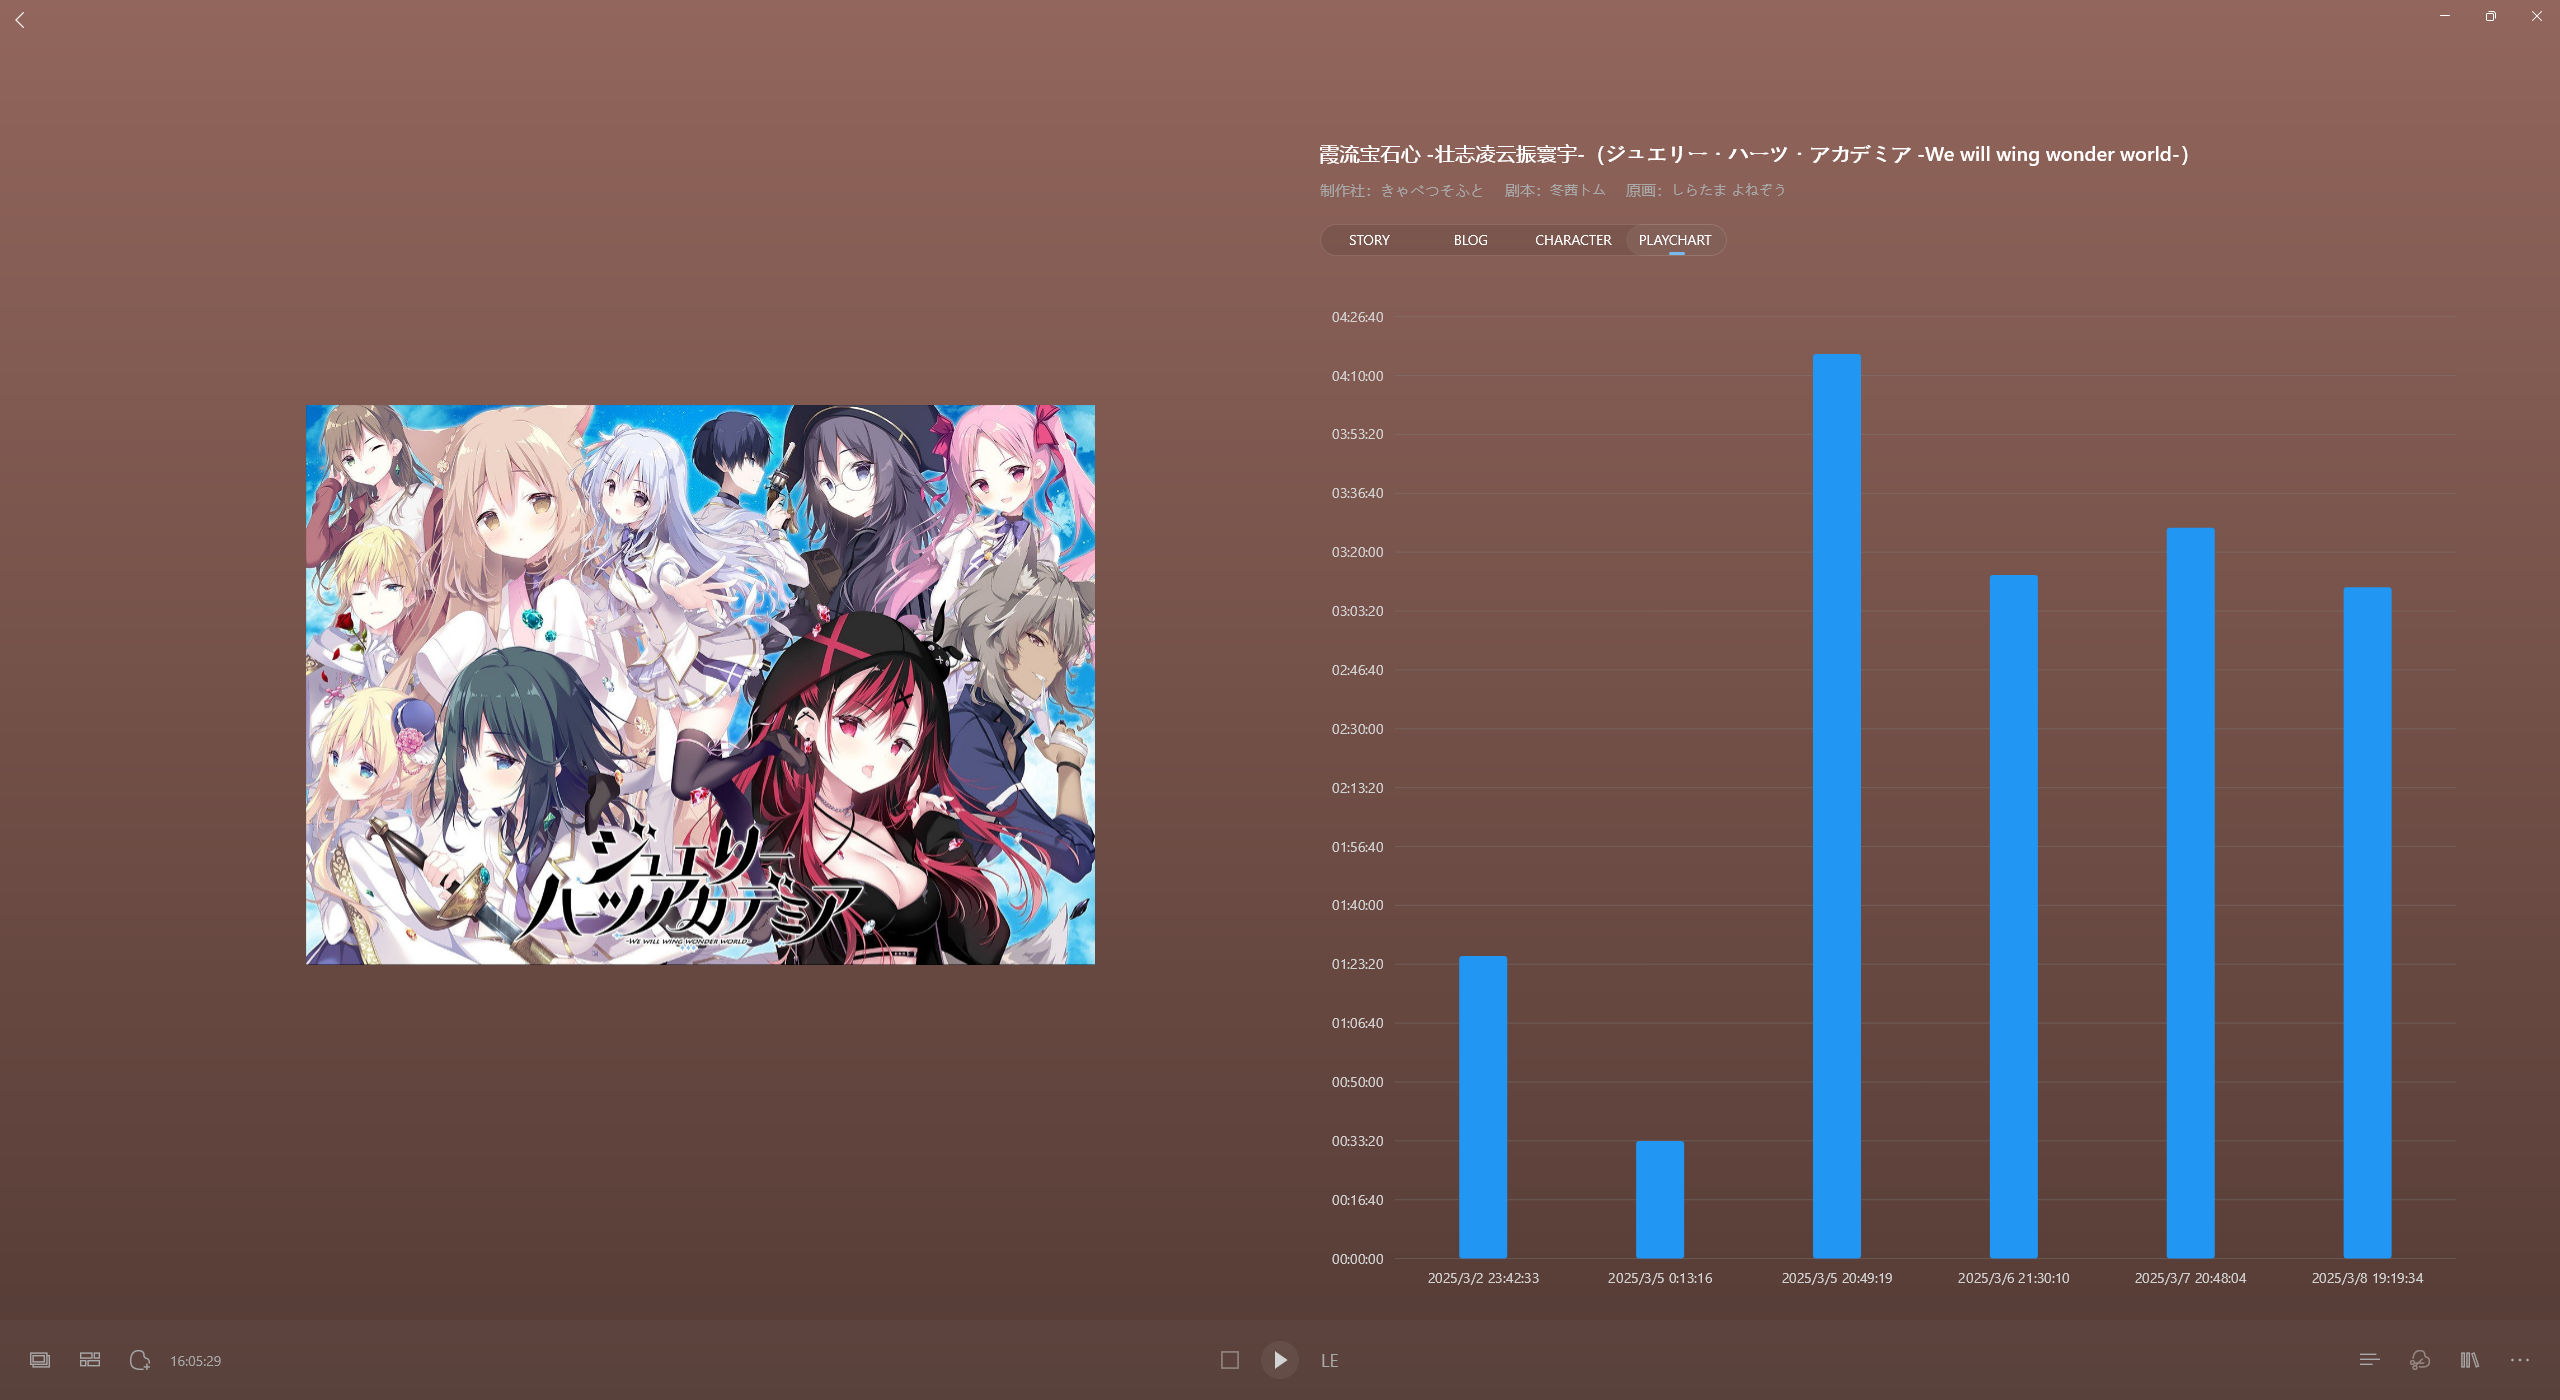 霞流宝石心 -壮志凌云振寰宇-（ジュエリー・ハーツ・アカデミア -We will wing wonder world-）
制作社：きゃべつそふと 剧本：冬茜トム 原画：しらたま よねぞう
STORY BLOG CHARACTER PLAYCHART
04:26:40
04:10:00
03:53:20
03:36:40
03:20:00
03:03:20
02:46:40
02:30:00
02:13:20
01:56:40
01:40:00
01:23:20
01:06:40
00:50:00
00:33:20
00:16:40
00:00:00
2025/3/2 23:42:33 2025/3/5 0:13:16 2025/3/5 20:49:19 2025/3/6 21:30:10 2025/3/7 20:48:04 2025/3/8 19:19:34
ジュエリー
ハーツアカデミア
-WE WILL WING WONDER WORLD-
16:05:29 LE